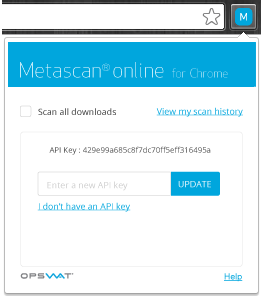 M
Metascan® online for Chrome
Scan all downloads
View my scan history
API Key : 429e99a685c8f7dc70ff5eff316495a
Enter a new API key
UPDATE
I don't have an API key
OPSWAT
Help